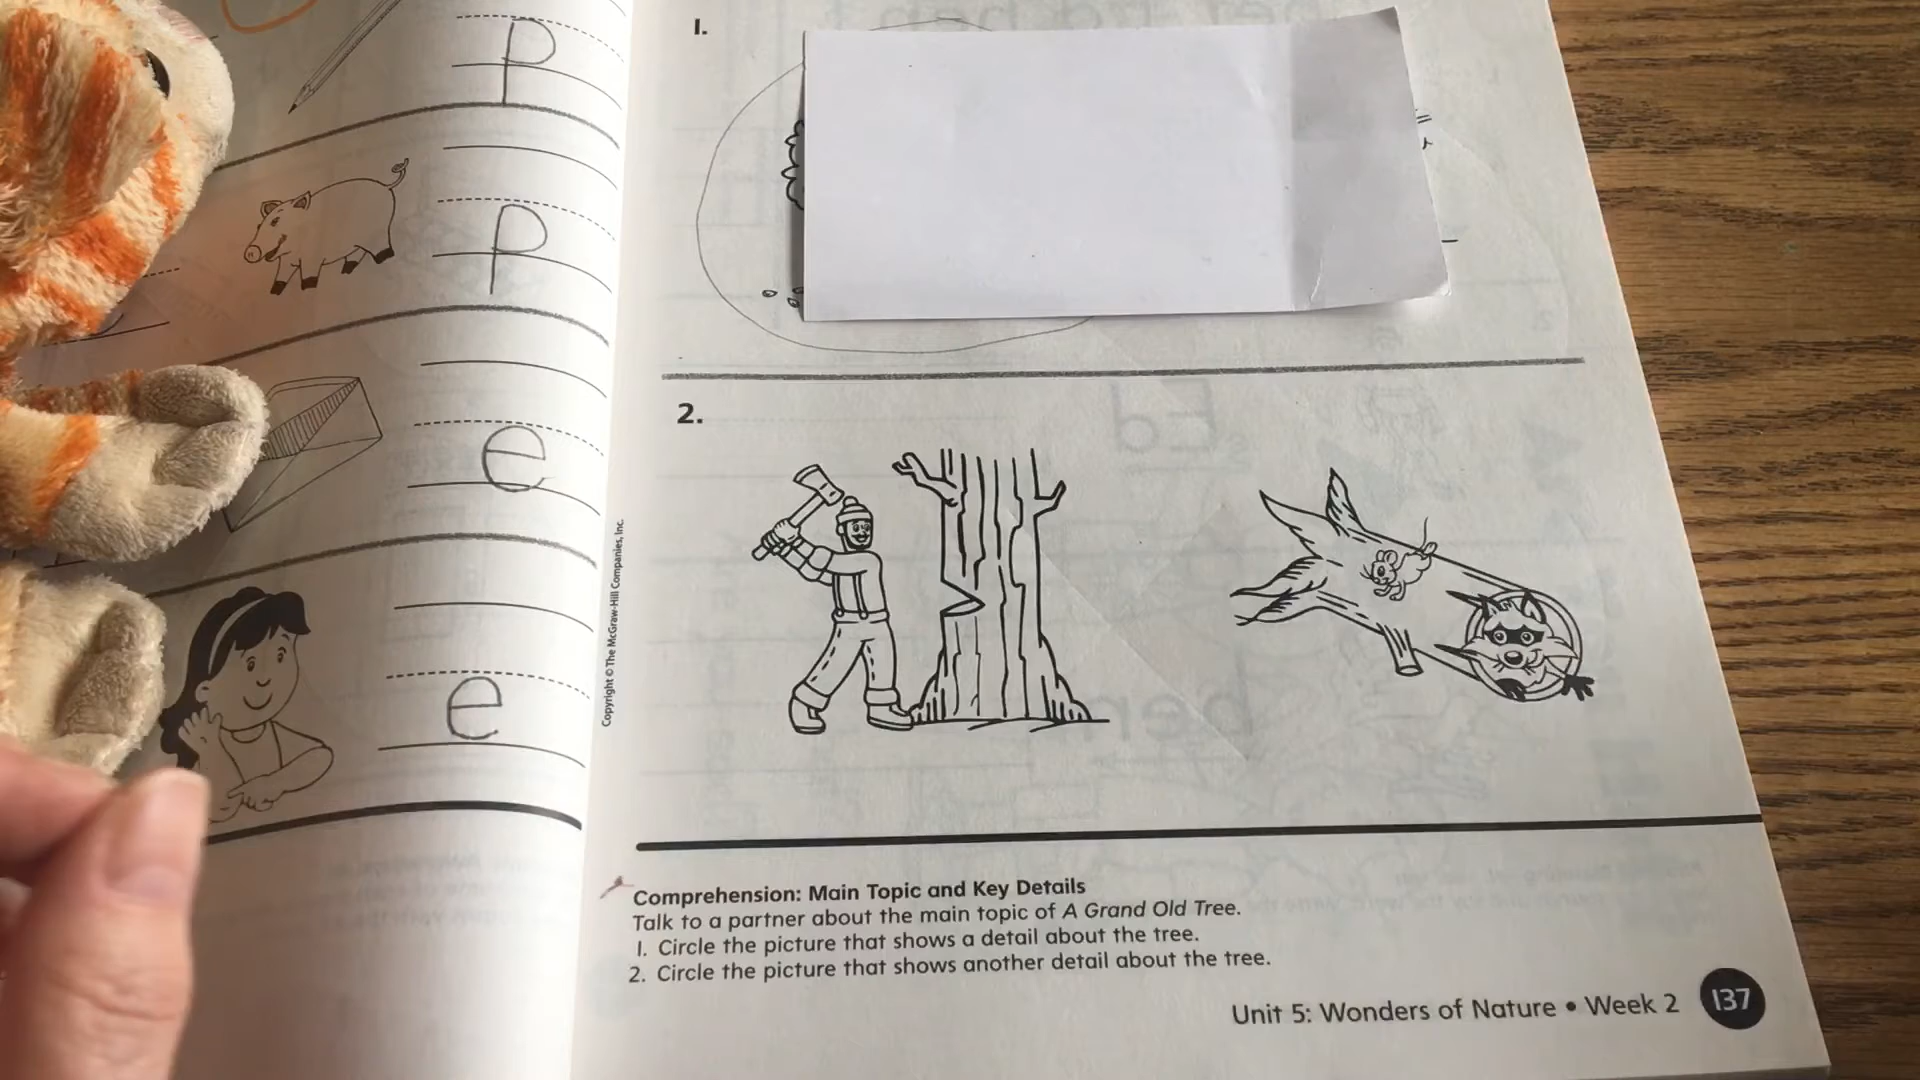 p
p
e
e
1.
2.
Copyright © The McGraw-Hill Companies, Inc.
Comprehension: Main Topic and Key Details
Talk to a partner about the main topic of A Grand Old Tree.
1. Circle the picture that shows a detail about the tree.
2. Circle the picture that shows another detail about the tree.
Unit 5: Wonders of Nature • Week 2 137